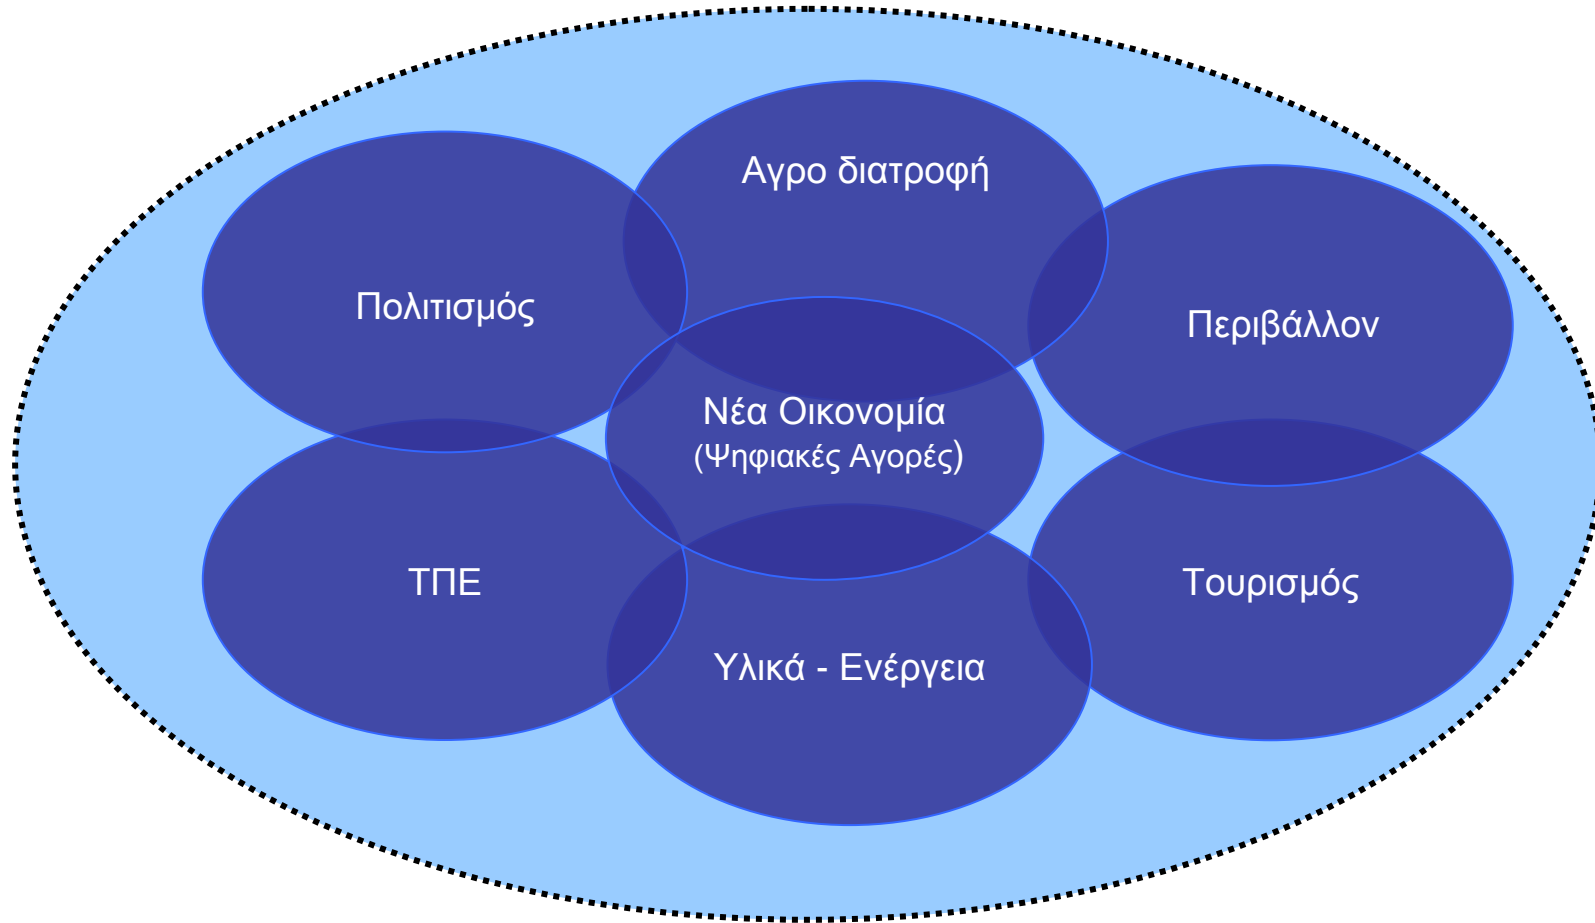 Αγρο διατροφή
Πολιτισμός
Περιβάλλον
Νέα Οικονομία
(Ψηφιακές Αγορές)
ΤΠΕ
Τουρισμός
Υλικά - Ενέργεια